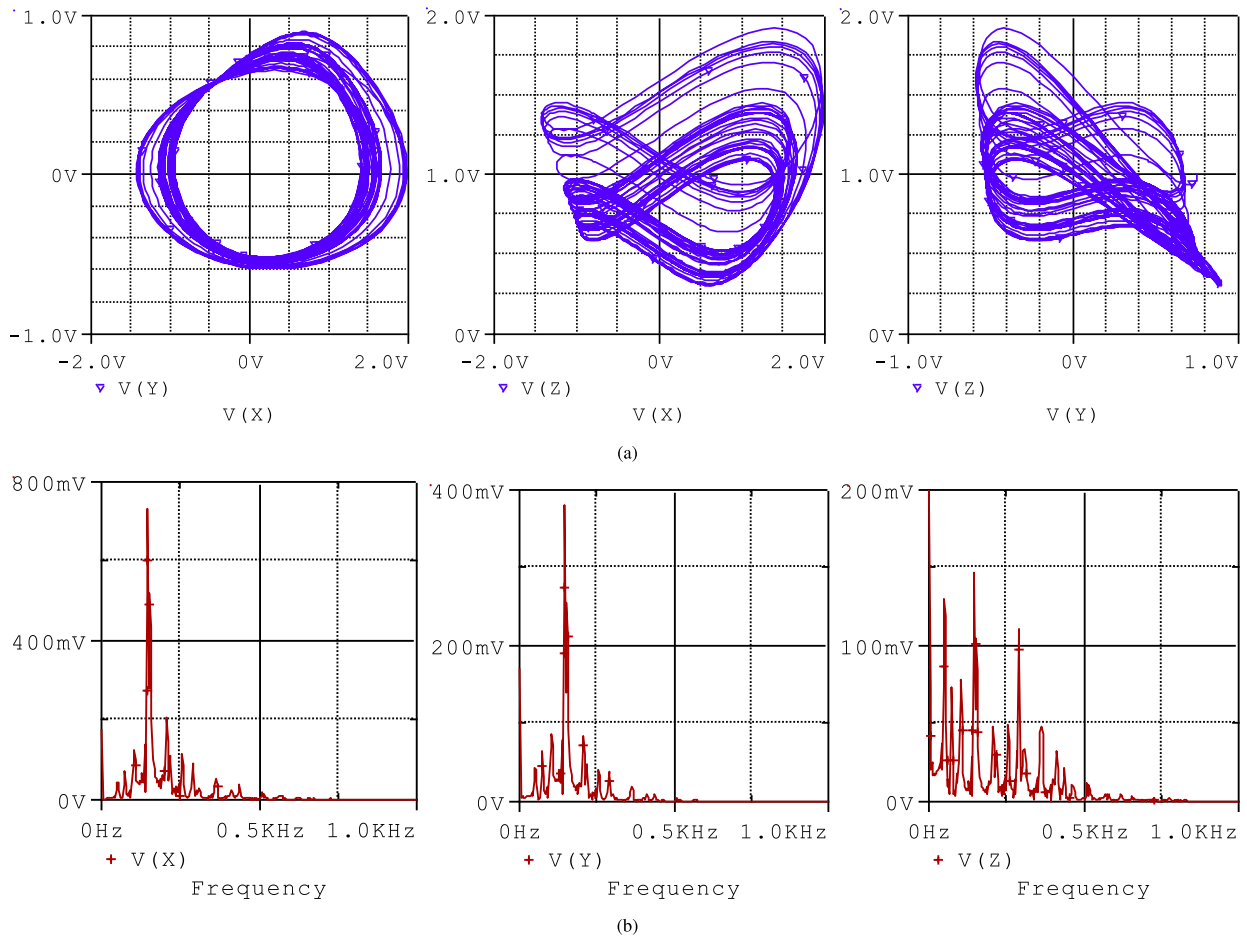 1.0V
0V
-1.0V
-2.0V 0V 2.0V
V(Y)
V(X)
2.0V
1.0V
0V
-2.0V 0V 2.0V
V(Z)
V(X)
2.0V
1.0V
0V
-1.0V 0V 1.0V
V(Z)
V(Y)
(a)
800mV
400mV
0V
0Hz 0.5KHz 1.0KHz
V(X)
Frequency
400mV
200mV
0V
0Hz 0.5KHz 1.0KHz
V(Y)
Frequency
200mV
100mV
0V
0Hz 0.5KHz 1.0KHz
V(Z)
Frequency
(b)